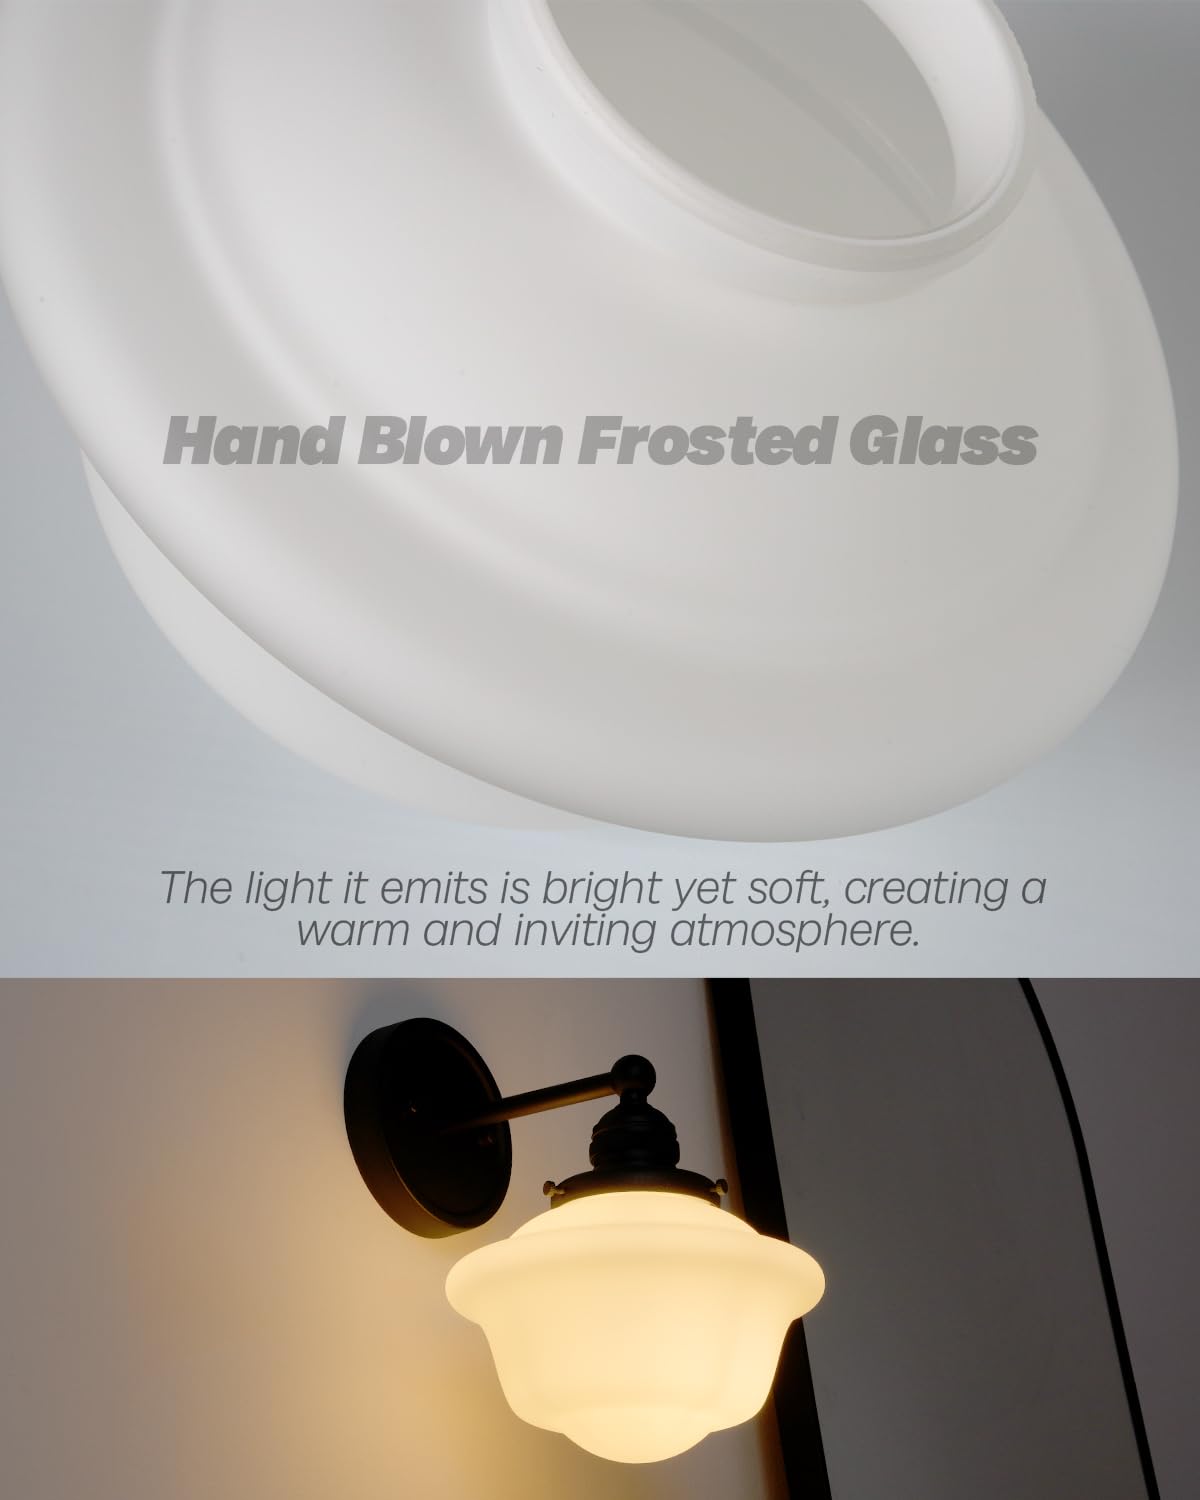 Hand Blown Frosted Glass
The light it emits is bright yet soft, creating a
warm and inviting atmosphere.